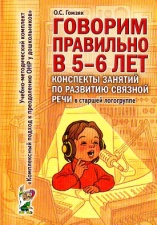 О.С. Гомзяк
ГОВОРИМ
ПРАВИЛЬНО
В 5–6 ЛЕТ
КОНСПЕКТЫ ЗАНЯТИЙ
ПО РАЗВИТИЮ СВЯЗНОЙ
РЕЧИ в старшей логогруппе
Учебно-методический комплект
«Комплексный подход к преодолению ОНР у дошкольников»